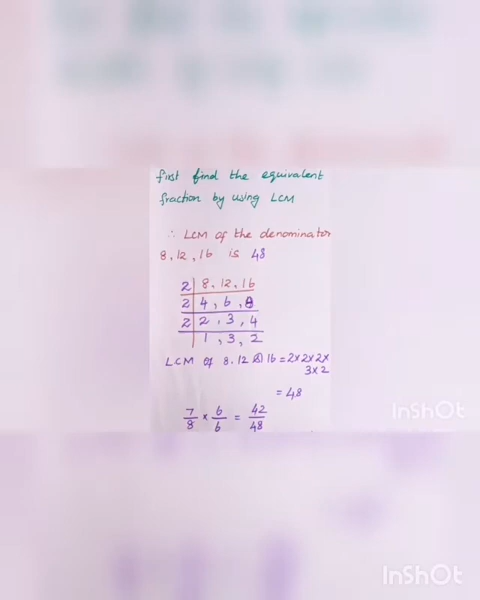 first find the equivalent
fraction by using LCM
∴ LCM of the denominator
8, 12, 16 is 48
2 | 8, 12, 16
2 | 4, 6, 8
2 | 2, 3, 4
1, 3, 2
LCM of 8, 12 & 16 = 2×2×2×
3×2
= 48
7/8 × 6/6 = 42/48
InShOt
InShOt